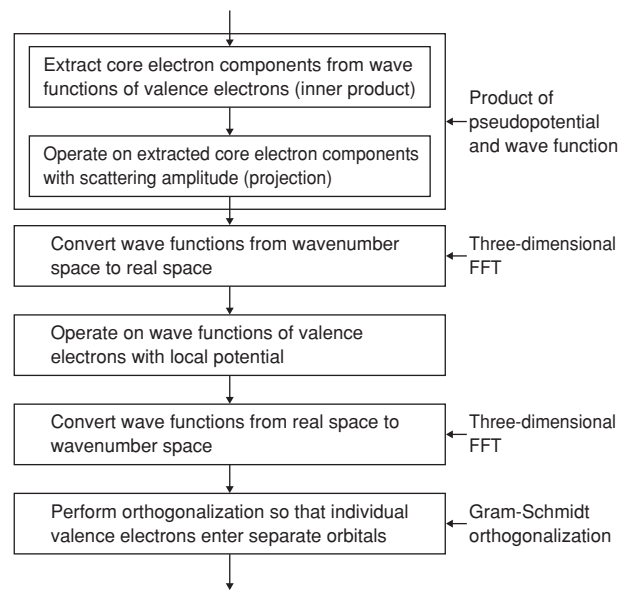 Extract core electron components from wave
functions of valence electrons (inner product)
Operate on extracted core electron components
with scattering amplitude (projection)
Product of
pseudopotential
and wave function
Convert wave functions from wavenumber
space to real space
Three-dimensional
FFT
Operate on wave functions of valence
electrons with local potential
Convert wave functions from real space to
wavenumber space
Three-dimensional
FFT
Perform orthogonalization so that individual
valence electrons enter separate orbitals
Gram-Schmidt
orthogonalization